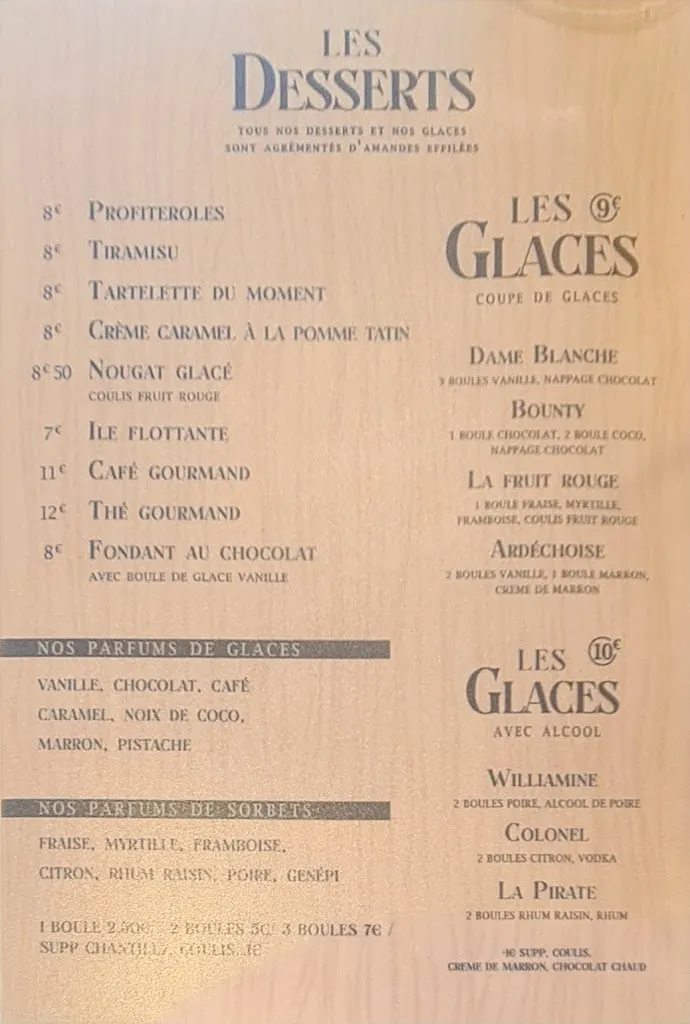 LES
DESSERTS
TOUS NOS DESSERTS ET NOS GLACES
SONT AGRÉMENTÉS D'AMANDES EFFILÉES
8€ PROFITEROLES
8€ TIRAMISU
8€ TARTELETTE DU MOMENT
8€ CRÈME CARAMEL À LA POMME TATIN
8€50 NOUGAT GLACÉ
COULIS FRUIT ROUGE
7€ ILE FLOTTANTE
11€ CAFÉ GOURMAND
12€ THÉ GOURMAND
8€ FONDANT AU CHOCOLAT
AVEC BOULE DE GLACE VANILLE
NOS PARFUMS DE GLACES
VANILLE, CHOCOLAT, CAFÉ
CARAMEL, NOIX DE COCO,
MARRON, PISTACHE
NOS PARFUMS DE SORBETS
FRAISE, MYRTILLE, FRAMBOISE,
CITRON, RHUM RAISIN, POIRE, GENÉPI
1 BOULE 2,50€ 2 BOULES 5€/ 3 BOULES 7€ /
SUPP CHANTILLY, COULIS..1€
LES 9€
GLACES
COUPE DE GLACES
DAME BLANCHE
3 BOULES VANILLE, NAPPAGE CHOCOLAT
BOUNTY
1 BOULE CHOCOLAT, 2 BOULE COCO,
NAPPAGE CHOCOLAT
LA FRUIT ROUGE
1 BOULE FRAISE, MYRTILLE,
FRAMBOISE, COULIS FRUIT ROUGE
ARDÉCHOISE
2 BOULES VANILLE, 1 BOULE MARRON,
CREME DE MARRON
LES 10€
GLACES
AVEC ALCOOL
WILLIAMINE
2 BOULES POIRE, ALCOOL DE POIRE
COLONEL
2 BOULES CITRON, VODKA
LA PIRATE
2 BOULES RHUM RAISIN, RHUM
SUPP, COULIS,
CREME DE MARRON, CHOCOLAT CHAUD